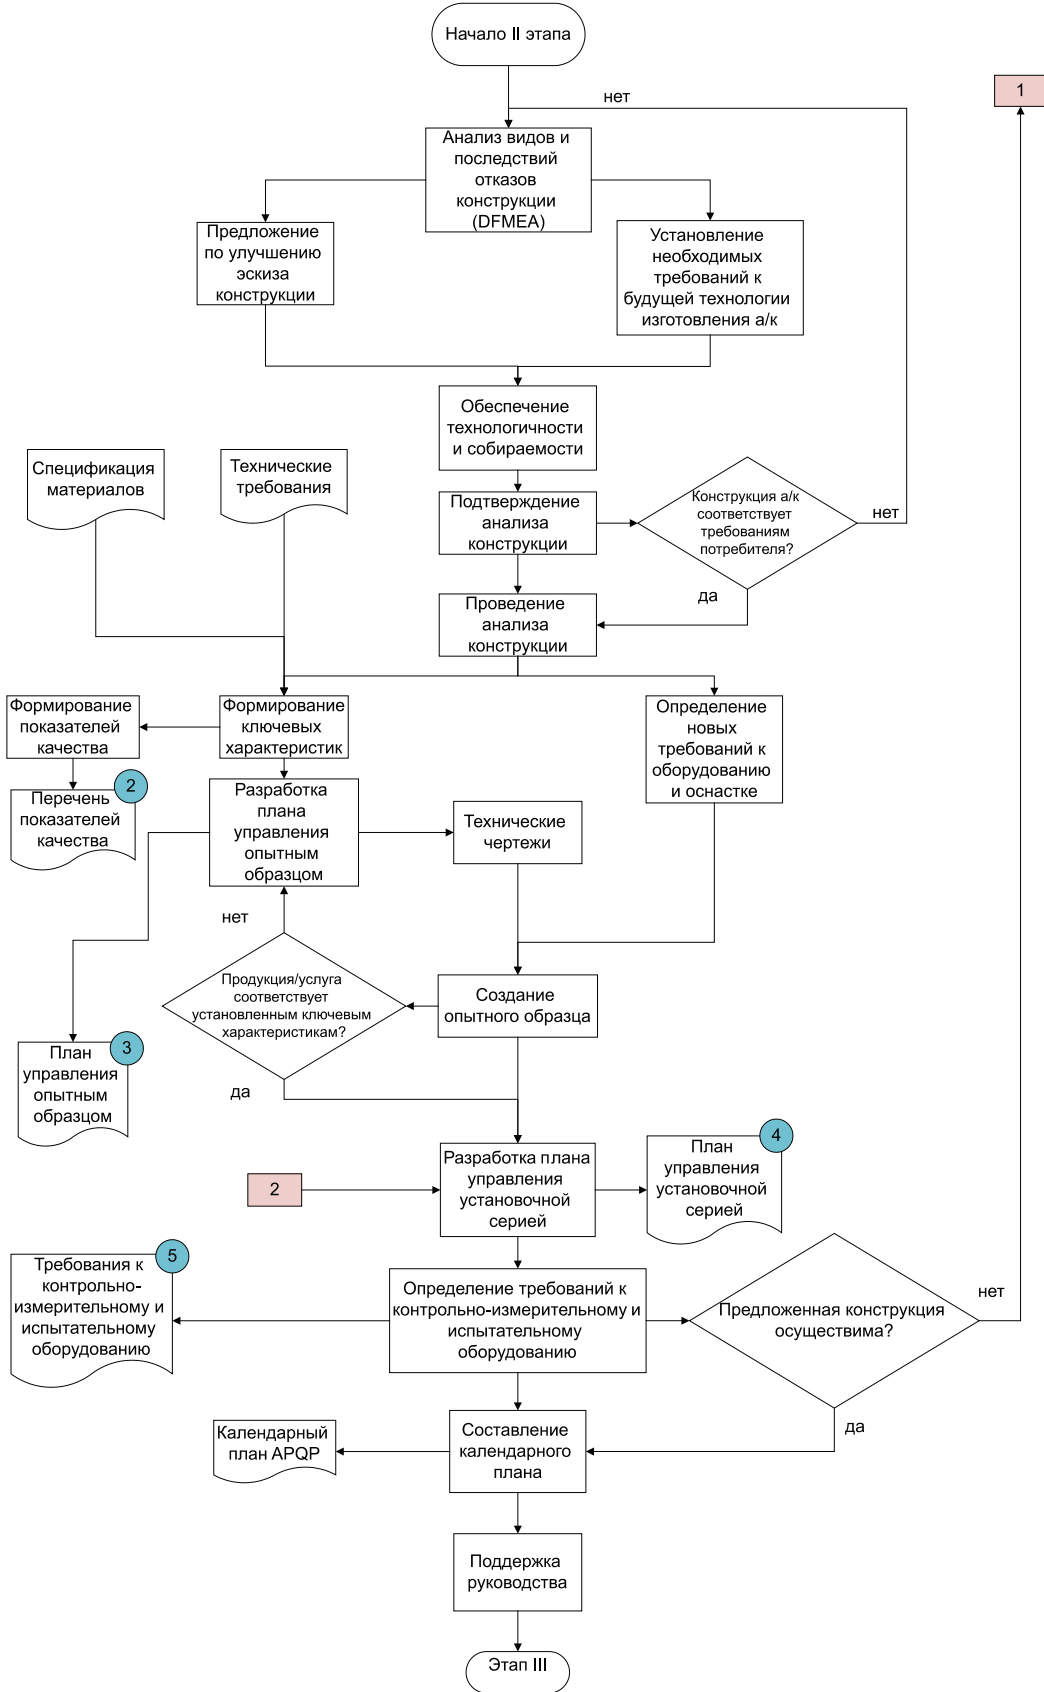 Начало II этапа
1
нет
Анализ видов и
последствий
отказов
конструкции
(DFMEA)
Предложение
по улучшению
эскиза
конструкции
Установление
необходимых
требований к
будущей технологии
изготовления а/к
Обеспечение
технологичности
и собираемости
Спецификация
материалов
Технические
требования
Подтверждение
анализа
конструкции
Конструкция а/к
соответствует
требованиям
потребителя?
нет
да
Проведение
анализа
конструкции
Формирование
показателей
качества
Формирование
ключевых
характеристик
Определение
новых
требований к
оборудованию
и оснастке
2
Перечень
показателей
качества
Разработка
плана
управления
опытным
образцом
Технические
чертежи
нет
Продукция/услуга
соответствует
установленным ключевым
характеристикам?
Создание
опытного образца
3
План
управления
опытным
образцом
да
2
Разработка плана
управления
установочной
серией
4
План
управления
установочной
серией
5
Требования к
контрольно-
измерительному и
испытательному
оборудованию
Определение требований к
контрольно-измерительному и
испытательному
оборудованию
Предложенная конструкция
осуществима?
нет
да
Календарный
план APQP
Составление
календарного
плана
Поддержка
руководства
Этап III